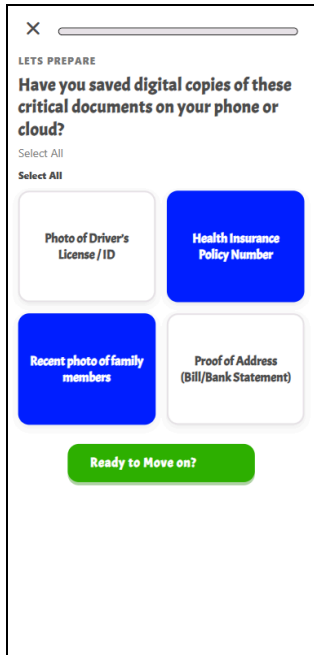 LETS PREPARE
Have you saved digital copies of these
critical documents on your phone or
cloud?
Select All
Select All
Photo of Driver's
License / ID
Health Insurance
Policy Number
Recent photo of family
members
Proof of Address
(Bill/Bank Statement)
Ready to Move on?